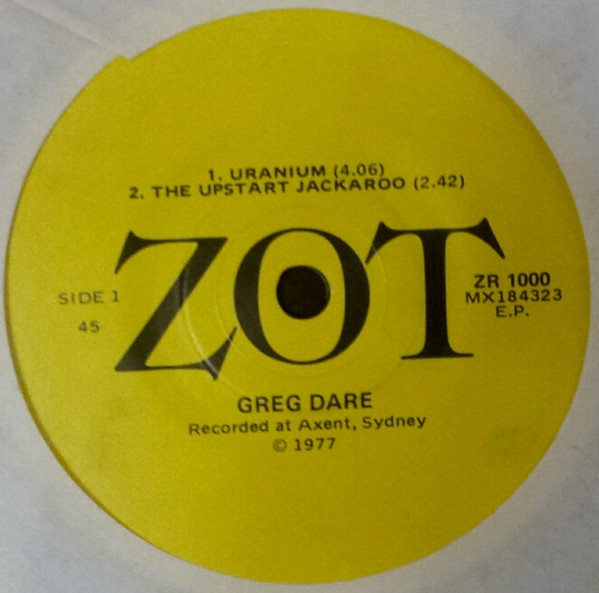 1. URANIUM (4.06)
2. THE UPSTART JACKAROO (2.42)
ZOT
SIDE 1
45
ZR 1000
MX184323
E.P.
GREG DARE
Recorded at Axent, Sydney
© 1977